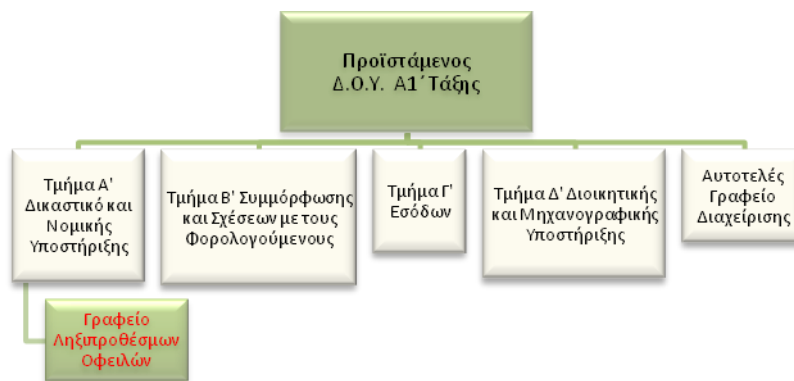 Προϊστάμενος
Δ.Ο.Υ. Α1΄ Τάξης
Τμήμα Α'
Δικαστικό και
Νομικής
Υποστήριξης
Τμήμα Β' Συμμόρφωσης
και Σχέσεων με τους
Φορολογούμενους
Τμήμα Γ'
Εσόδων
Τμήμα Δ' Διοικητικής
και Μηχανογραφικής
Υποστήριξης
Αυτοτελές
Γραφείο
Διαχείρισης
Γραφείο
Ληξιπροθέσμων
Οφειλών